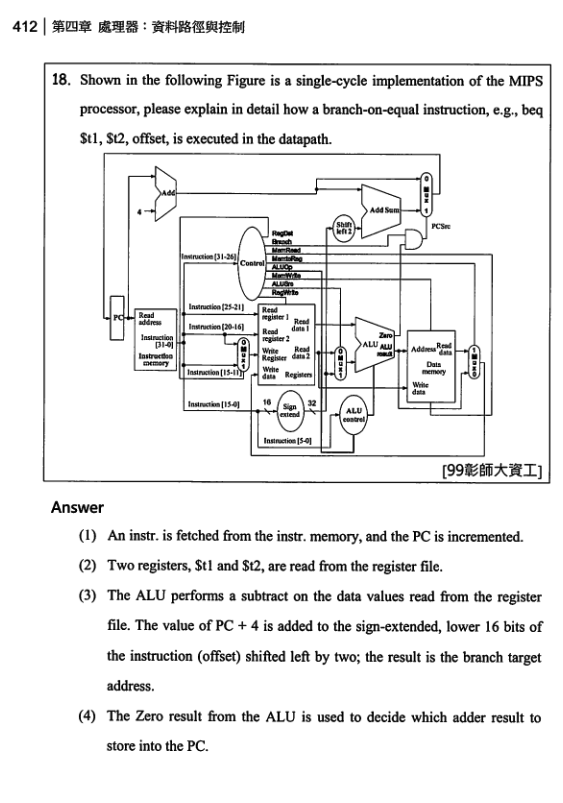 412 | 第四章 處理器：資料路徑與控制
18. Shown in the following Figure is a single-cycle implementation of the MIPS
processor, please explain in detail how a branch-on-equal instruction, e.g., beq
$t1, $t2, offset, is executed in the datapath.
0
M
u
x
1
Add
4
Add Sum
Shift
left 2
PCSrc
RegDst
Branch
MemRead
MemtoReg
ALUOp
MemWrite
ALUSrc
RegWrite
Instruction [31-26]
Control
PC
Read
address
Instruction
[31-0]
Instruction
memory
Instruction [25-21]
Instruction [20-16]
Instruction [15-11]
0
M
u
x
1
Read
register 1
Read
register 2
Write
Register
Write
data
Read
data 1
Read
data 2
Registers
0
M
u
x
1
Zero
ALU
ALU
result
Address
Read
data
Data
memory
Write
data
1
M
u
x
0
Instruction [15-0]
16
Sign
extend
32
ALU
control
Instruction [5-0]
[99彰師大資工]
Answer
(1) An instr. is fetched from the instr. memory, and the PC is incremented.
(2) Two registers, $t1 and $t2, are read from the register file.
(3) The ALU performs a subtract on the data values read from the register
file. The value of PC + 4 is added to the sign-extended, lower 16 bits of
the instruction (offset) shifted left by two; the result is the branch target
address.
(4) The Zero result from the ALU is used to decide which adder result to
store into the PC.